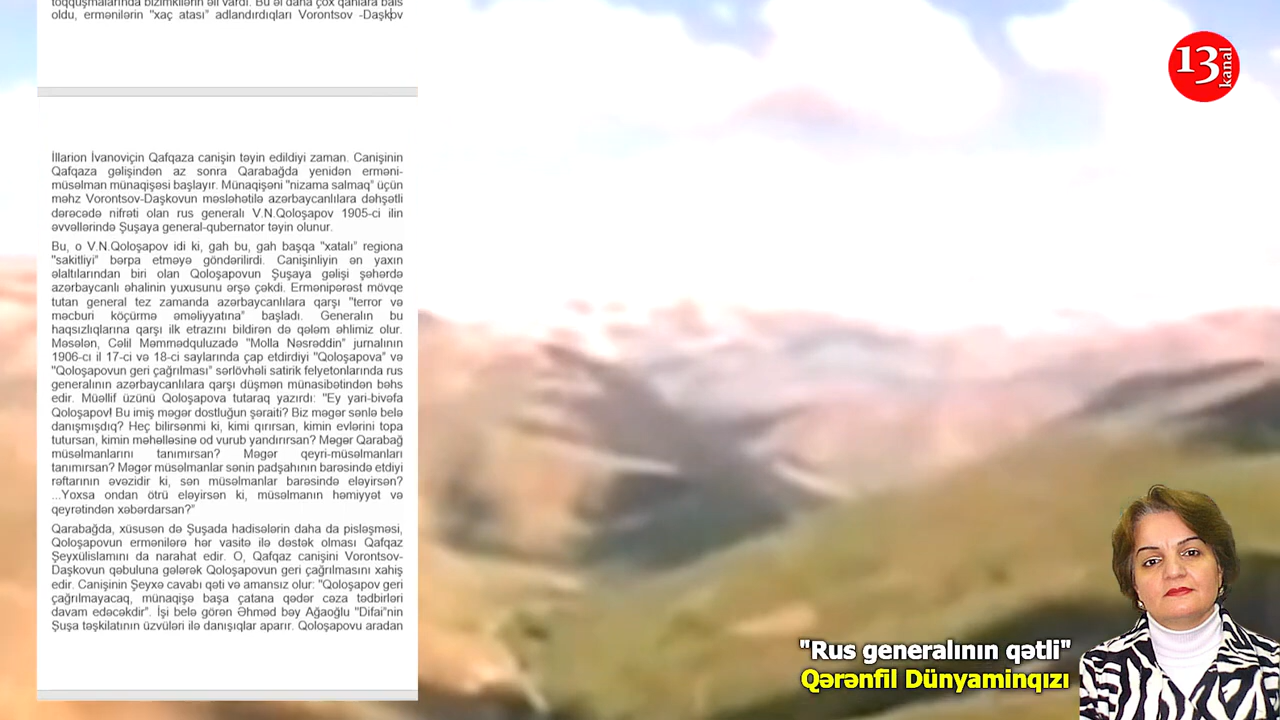 toqquşmalarında bizimkilərin əli vardı. Bu əl daha çox qanlara bais
oldu, ermənilərin "xaç atası" adlandırdıqları Vorontsov -Daşkov
İllarion İvanoviçin Qafqaza canişin təyin edildiyi zaman. Canişinin
Qafqaza gəlişindən az sonra Qarabağda yenidən erməni-
müsəlman münaqişəsi başlayır. Münaqişəni "nizama salmaq" üçün
məhz Vorontsov-Daşkovun məsləhətilə azərbaycanlılara dəhşətli
dərəcədə nifrəti olan rus generalı V.N.Qoloşapov 1905-ci ilin
əvvəllərində Şuşaya general-qubernator təyin olunur.
Bu, o V.N.Qoloşapov idi ki, gah bu, gah başqa "xatalı" regiona
"sakitliyi" bərpa etməyə göndərilirdi. Canişinliyin ən yaxın
əlaltılarından biri olan Qoloşapovun Şuşaya gəlişi şəhərdə
azərbaycanlı əhalinin yuxusunu ərşə çəkdi. Ermənipərəst mövqe
tutan general tez zamanda azərbaycanlılara qarşı "terror və
məcburi köçürmə əməliyyatına" başladı. Generalın bu
haqsızlıqlarına qarşı ilk etrazını bildirən də qələm əhlimiz olur.
Məsələn, Cəlil Məmmədquluzadə "Molla Nəsrəddin" jurnalının
1906-cı il 17-ci və 18-ci saylarında çap etdirdiyi "Qoloşapova" və
"Qoloşapovun geri çağrılması" sərlövhəli satirik felyetonlarında rus
generalının azərbaycanlılara qarşı düşmən münasibətindən bəhs
edir. Müəllif üzünü Qoloşapova tutaraq yazırdı: "Ey yari-bivəfa
Qoloşapov! Bu imiş məgər dostluğun şəraiti? Biz məgər sənlə belə
danışmışdıq? Heç bilirsənmi ki, kimi qırırsan, kimin evlərini topa
tutursan, kimin məhəlləsinə od vurub yandırırsan? Məgər Qarabağ
müsəlmanlarını tanımırsan? Məgər qeyri-müsəlmanları
tanımırsan? Məgər müsəlmanlar sənin padşahının barəsində etdiyi
rəftarının əvəzidir ki, sən müsəlmanlar barəsində eləyirsən?
...Yoxsa ondan ötrü eləyirsən ki, müsəlmanın həmiyyət və
qeyrətindən xəbərdarsan?"
Qarabağda, xüsusən də Şuşada hadisələrin daha da pisləşməsi,
Qoloşapovun ermənilərə hər vasitə ilə dəstək olması Qafqaz
Şeyxülislamını da narahat edir. O, Qafqaz canişini Vorontsov-
Daşkovun qəbuluna gələrək Qoloşapovun geri çağrılmasını xahiş
edir. Canişinin Şeyxə cavabı qəti və amansız olur: "Qoloşapov geri
çağrılmayacaq, münaqişə başa çatana qədər cəza tədbirləri
davam edəcəkdir". İşi belə görən Əhməd bəy Ağaoğlu "Difai"nin
Şuşa təşkilatının üzvüləri ilə danışıqlar aparır. Qoloşapovu aradan
13 kanal
"Rus generalının qətli"
Qərənfil Dünyaminqızı